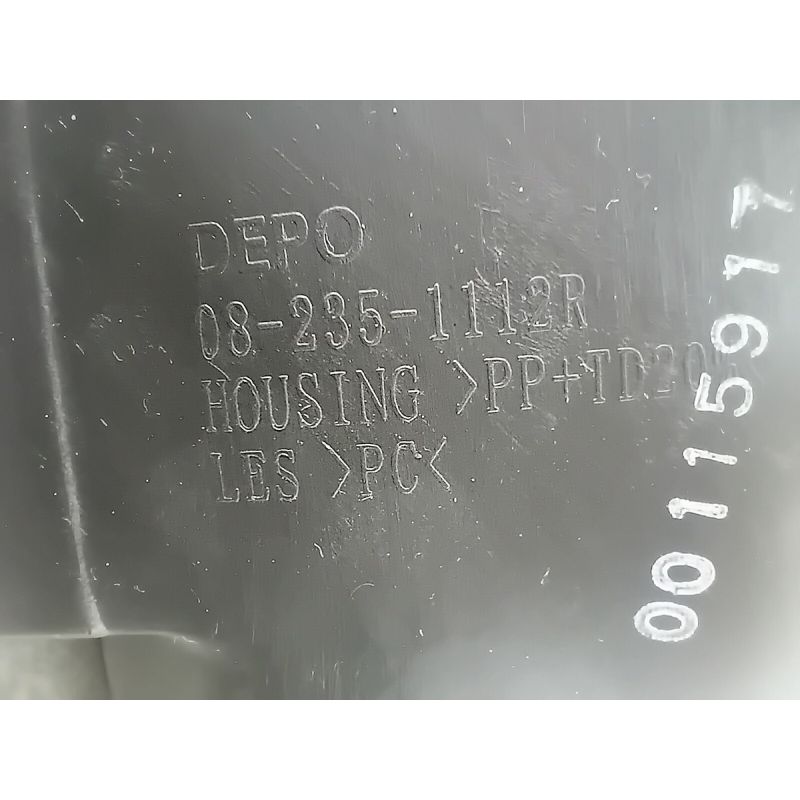 DEPO
08-235-1112R
HOUSING >PP+TD20
LES >PC<
00115917